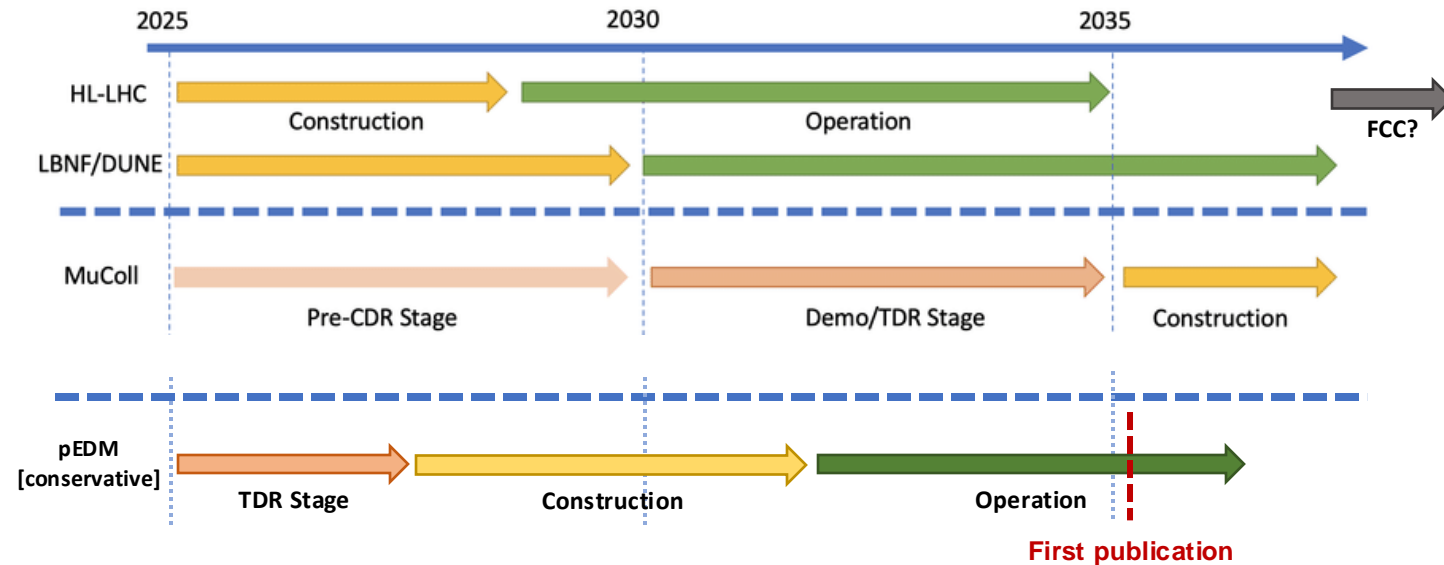 2025
2030
2035
HL-LHC
Construction
Operation
FCC?
LBNF/DUNE
MuColl
Pre-CDR Stage
Demo/TDR Stage
Construction
pEDM
[conservative]
TDR Stage
Construction
Operation
First publication